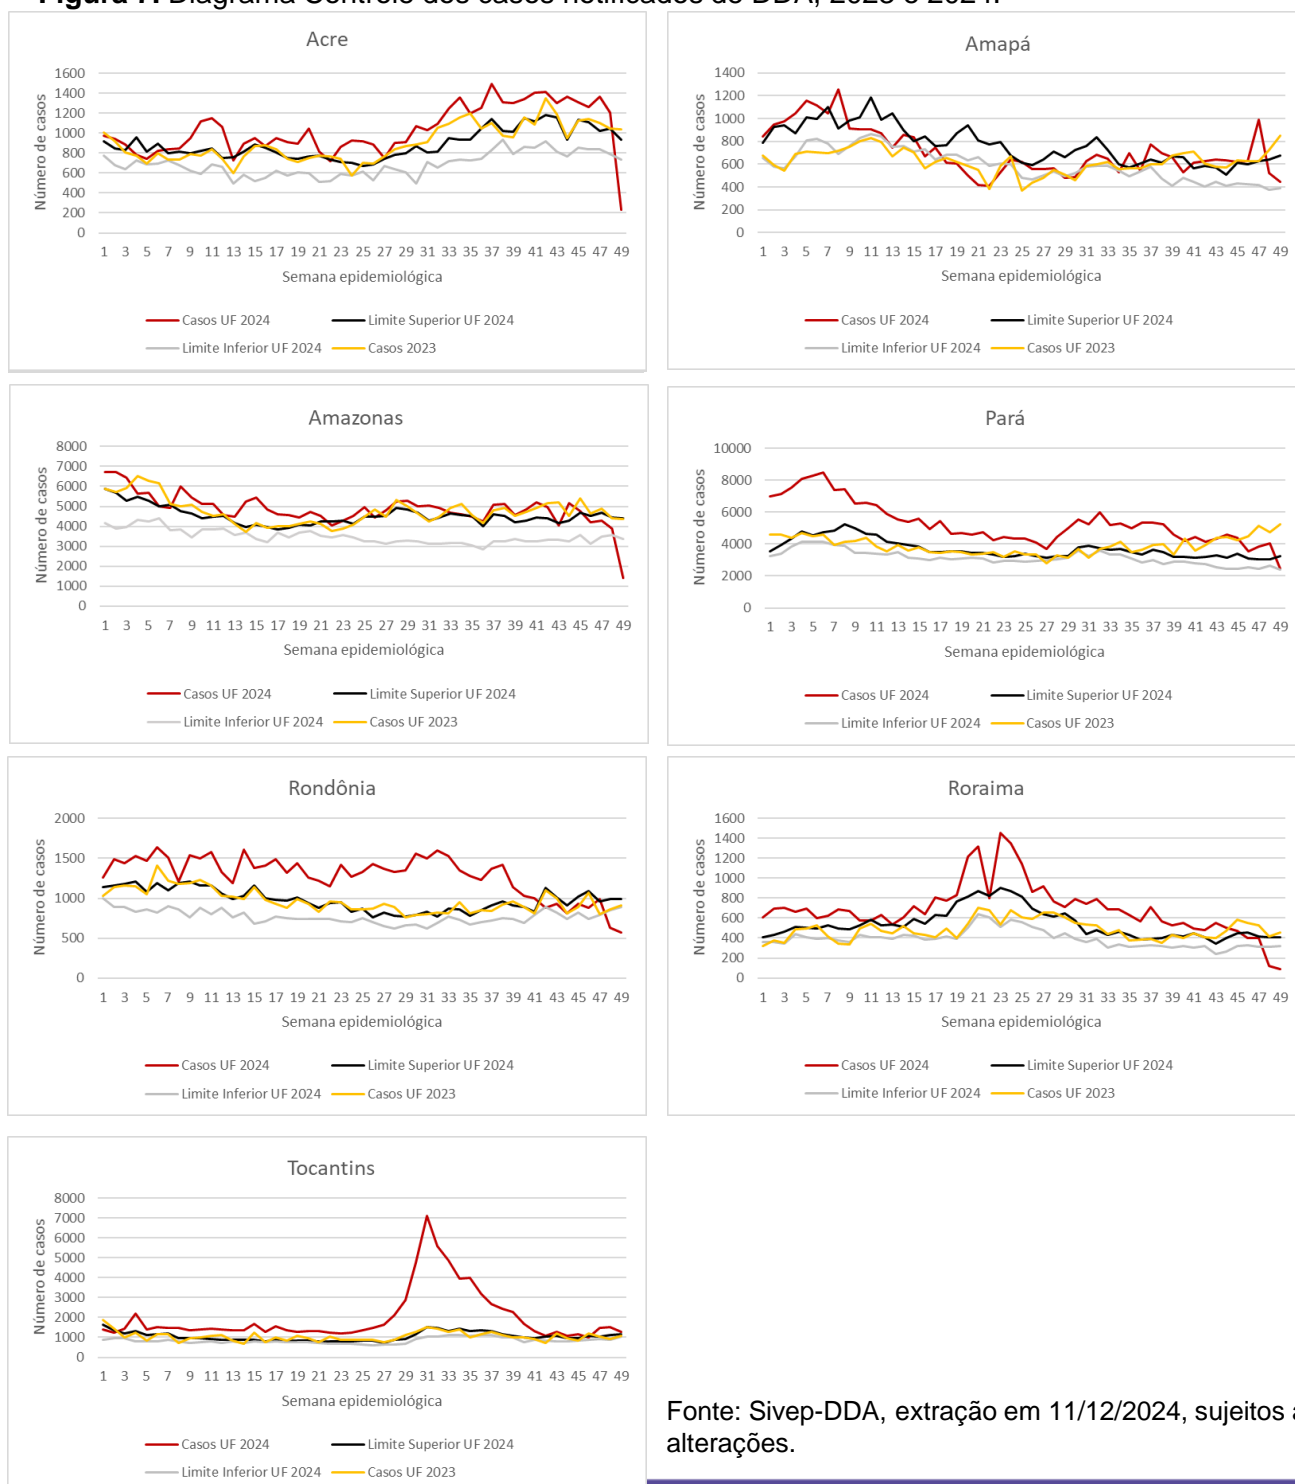 Figura 7. Diagrama Controle dos casos notificados de DDA, 2023 e 2024.
Acre
Número de casos
1600
1400
1200
1000
800
600
400
200
0
1 3 5 7 9 11 13 15 17 19 21 23 25 27 29 31 33 35 37 39 41 43 45 47 49
Semana epidemiológica
Casos UF 2024 Limite Superior UF 2024
Limite Inferior UF 2024 Casos 2023
Amapá
Número de casos
1400
1200
1000
800
600
400
200
0
1 3 5 7 9 11 13 15 17 19 21 23 25 27 29 31 33 35 37 39 41 43 45 47 49
Semana epidemiológica
Casos UF 2024 Limite Superior UF 2024
Limite Inferior UF 2024 Casos UF 2023
Amazonas
Número de casos
8000
7000
6000
5000
4000
3000
2000
1000
0
1 3 5 7 9 11 13 15 17 19 21 23 25 27 29 31 33 35 37 39 41 43 45 47 49
Semana epidemiológica
Casos UF 2024 Limite Superior UF 2024
Limite Inferior UF 2024 Casos UF 2023
Pará
Número de casos
10000
8000
6000
4000
2000
0
1 3 5 7 9 11 13 15 17 19 21 23 25 27 29 31 33 35 37 39 41 43 45 47 49
Semana epidemiológica
Casos UF 2024 Limite Superior UF 2024
Limite Inferior UF 2024 Casos UF 2023
Rondônia
Número de casos
2000
1500
1000
500
0
1 3 5 7 9 11 13 15 17 19 21 23 25 27 29 31 33 35 37 39 41 43 45 47 49
Semana epidemiológica
Casos UF 2024 Limite Superior UF 2024
Limite Inferior UF 2024 Casos UF 2023
Roraima
Número de casos
1600
1400
1200
1000
800
600
400
200
0
1 3 5 7 9 11 13 15 17 19 21 23 25 27 29 31 33 35 37 39 41 43 45 47 49
Semana epidemiológica
Casos UF 2024 Limite Superior UF 2024
Limite Inferior UF 2024 Casos UF 2023
Tocantins
Número de casos
8000
7000
6000
5000
4000
3000
2000
1000
0
1 3 5 7 9 11 13 15 17 19 21 23 25 27 29 31 33 35 37 39 41 43 45 47 49
Semana epidemiológica
Casos UF 2024 Limite Superior UF 2024
Limite Inferior UF 2024 Casos UF 2023
Fonte: Sivep-DDA, extração em 11/12/2024, sujeitos a
alterações.